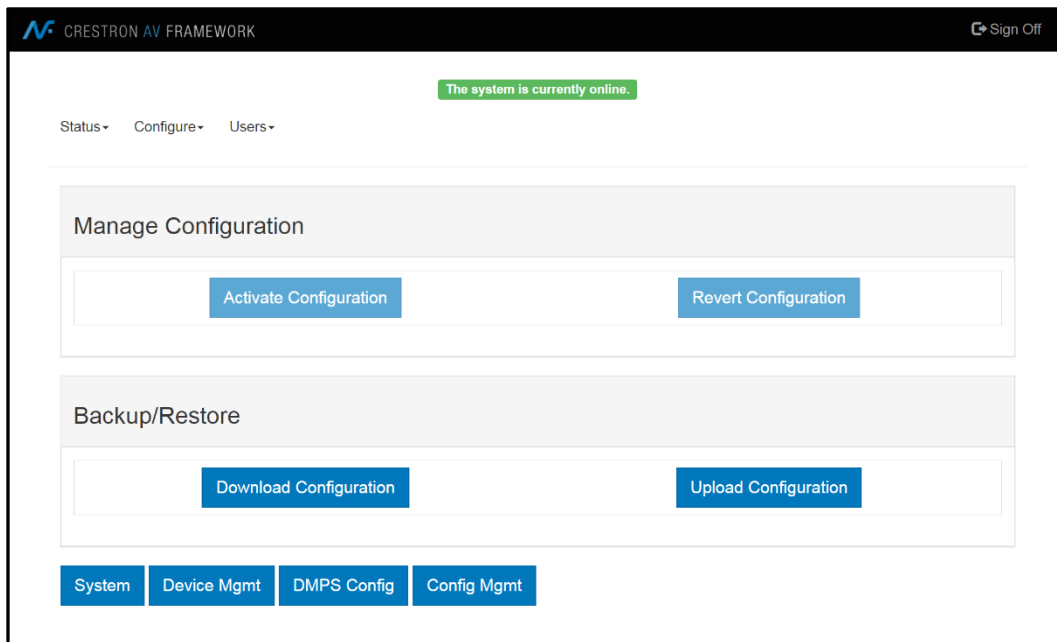 CRESTRON AV FRAMEWORK Sign Off
The system is currently online.
Status Configure Users
Manage Configuration
Activate Configuration Revert Configuration
Backup/Restore
Download Configuration Upload Configuration
System Device Mgmt DMPS Config Config Mgmt